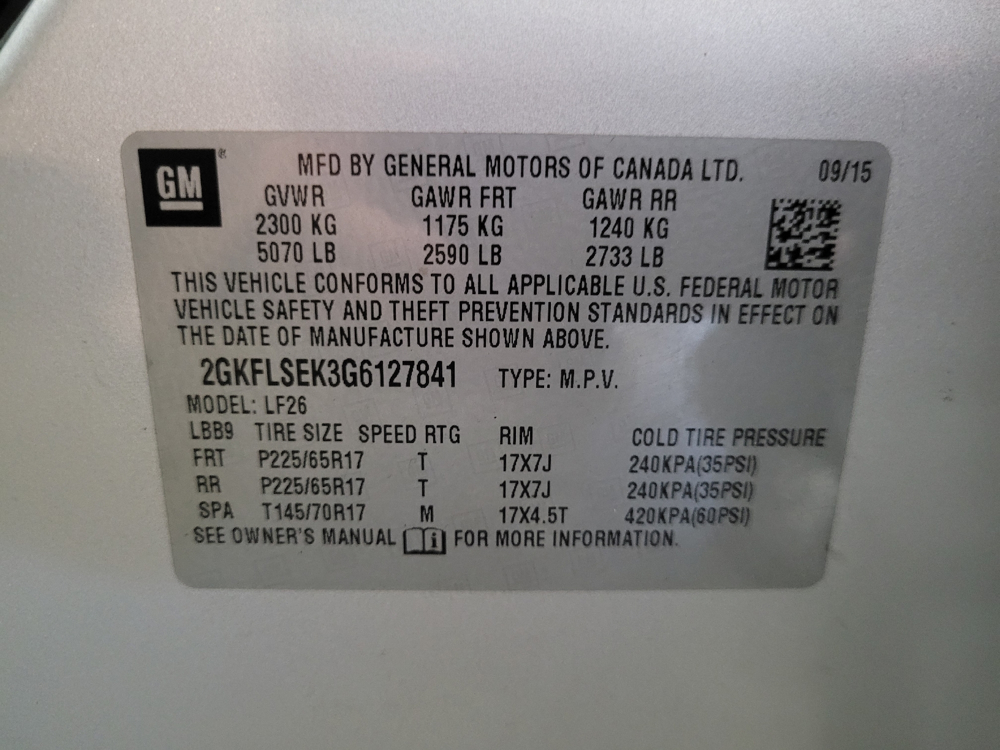 GM®
MFD BY GENERAL MOTORS OF CANADA LTD. 09/15
GVWR GAWR FRT GAWR RR
2300 KG 1175 KG 1240 KG
5070 LB 2590 LB 2733 LB
THIS VEHICLE CONFORMS TO ALL APPLICABLE U.S. FEDERAL MOTOR
VEHICLE SAFETY AND THEFT PREVENTION STANDARDS IN EFFECT ON
THE DATE OF MANUFACTURE SHOWN ABOVE.
2GKFLSEK3G6127841 TYPE: M.P.V.
MODEL: LF26
LBB9 TIRE SIZE SPEED RTG RIM COLD TIRE PRESSURE
FRT P225/65R17 T 17X7J 240KPA(35PSI)
RR P225/65R17 T 17X7J 240KPA(35PSI)
SPA T145/70R17 M 17X4.5T 420KPA(60PSI)
SEE OWNER'S MANUAL i FOR MORE INFORMATION.